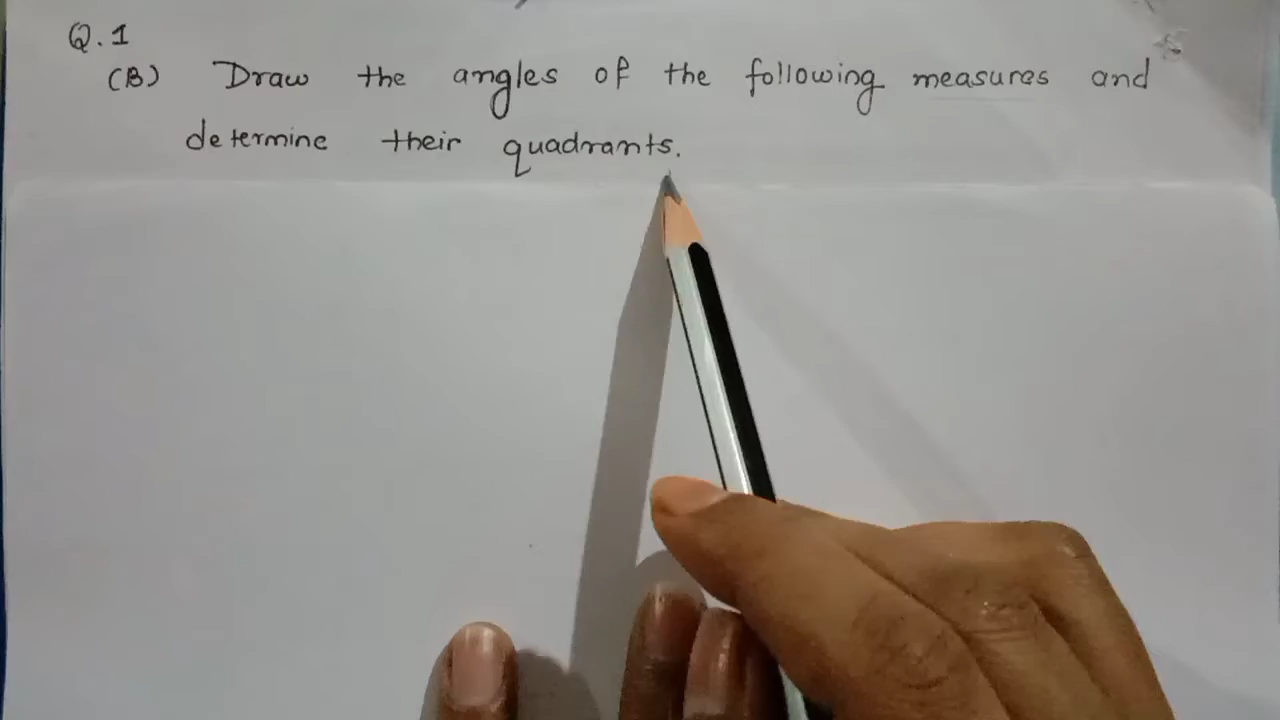 Q.1
(B) Draw the angles of the following measures and
determine their quadrants.